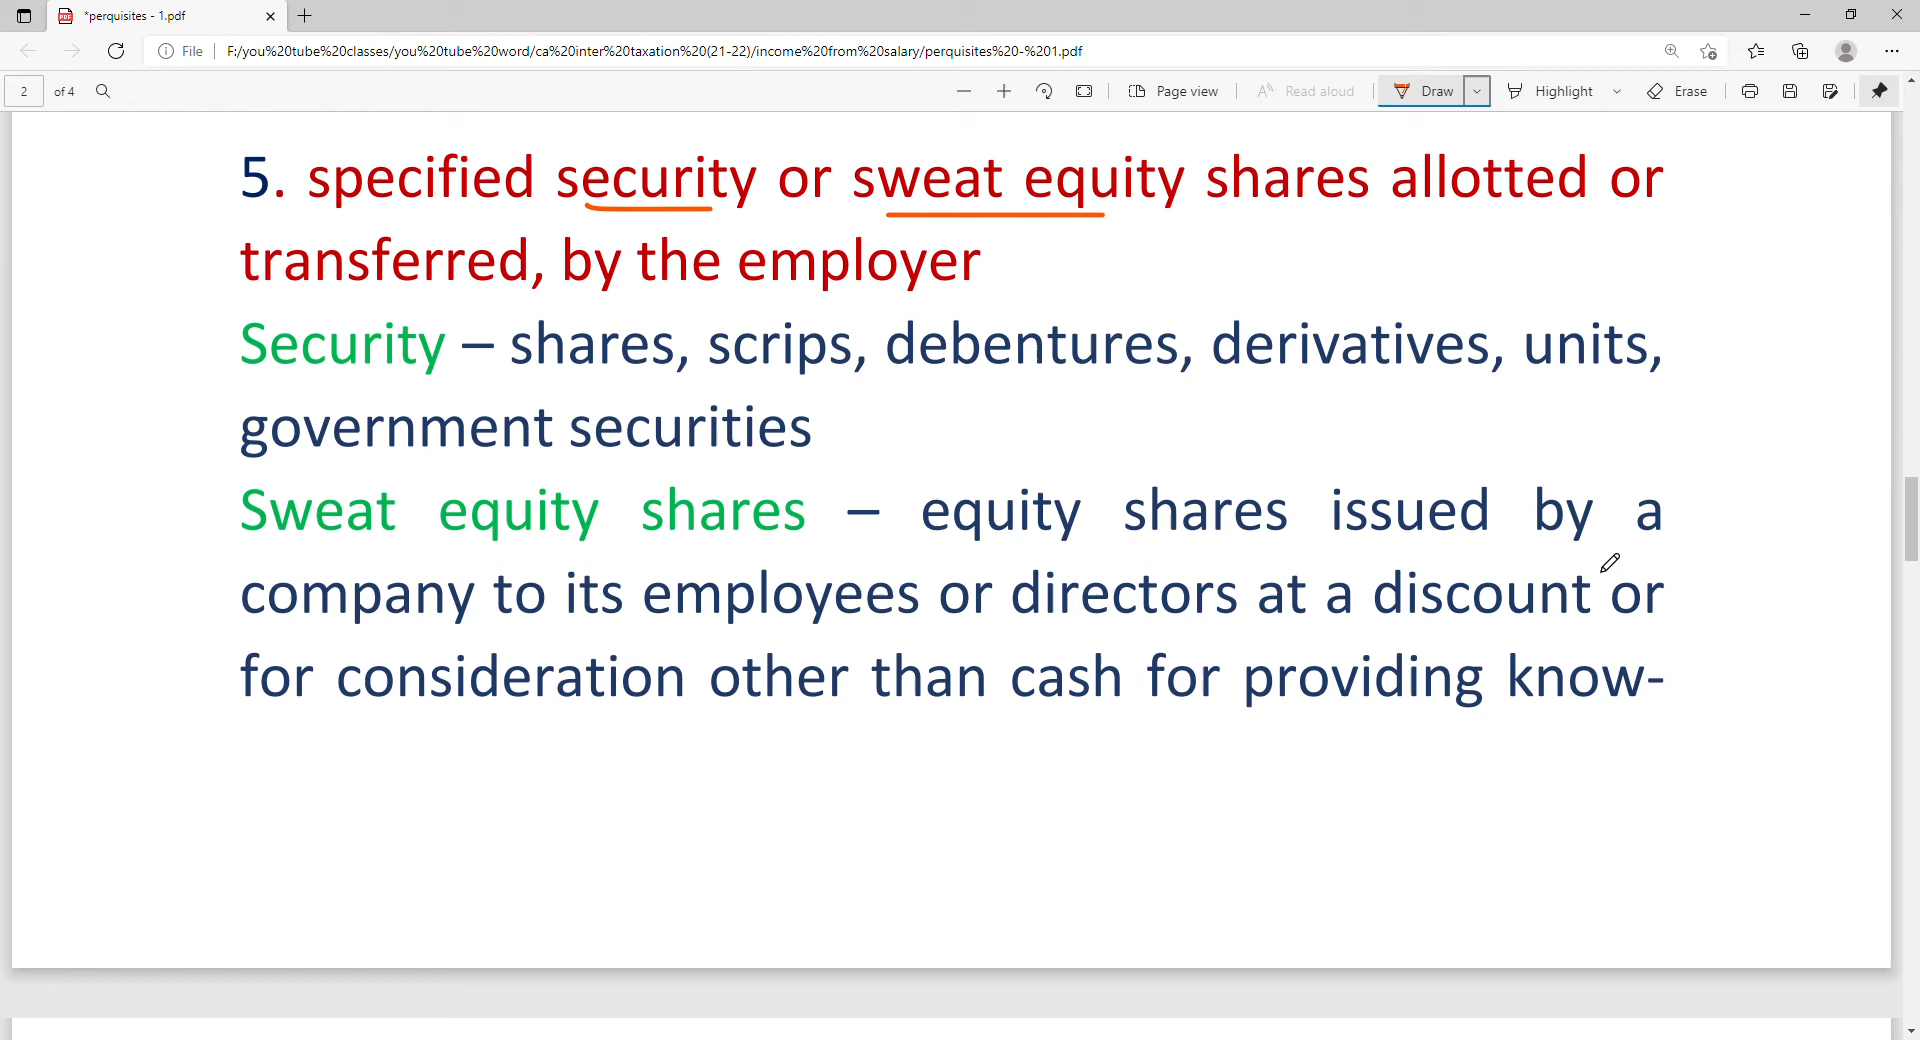 *perquisites - 1.pdf
File
F:/you%20tube%20classes/you%20tube%20word/ca%20inter%20taxation%20(21-22)/income%20from%20salary/perquisites%20-%201.pdf
2 of 4
Page view
Read aloud
Draw
Highlight
Erase
5. specified security or sweat equity shares allotted or
transferred, by the employer
Security – shares, scrips, debentures, derivatives, units,
government securities
Sweat equity shares – equity shares issued by a
company to its employees or directors at a discount or
for consideration other than cash for providing know-